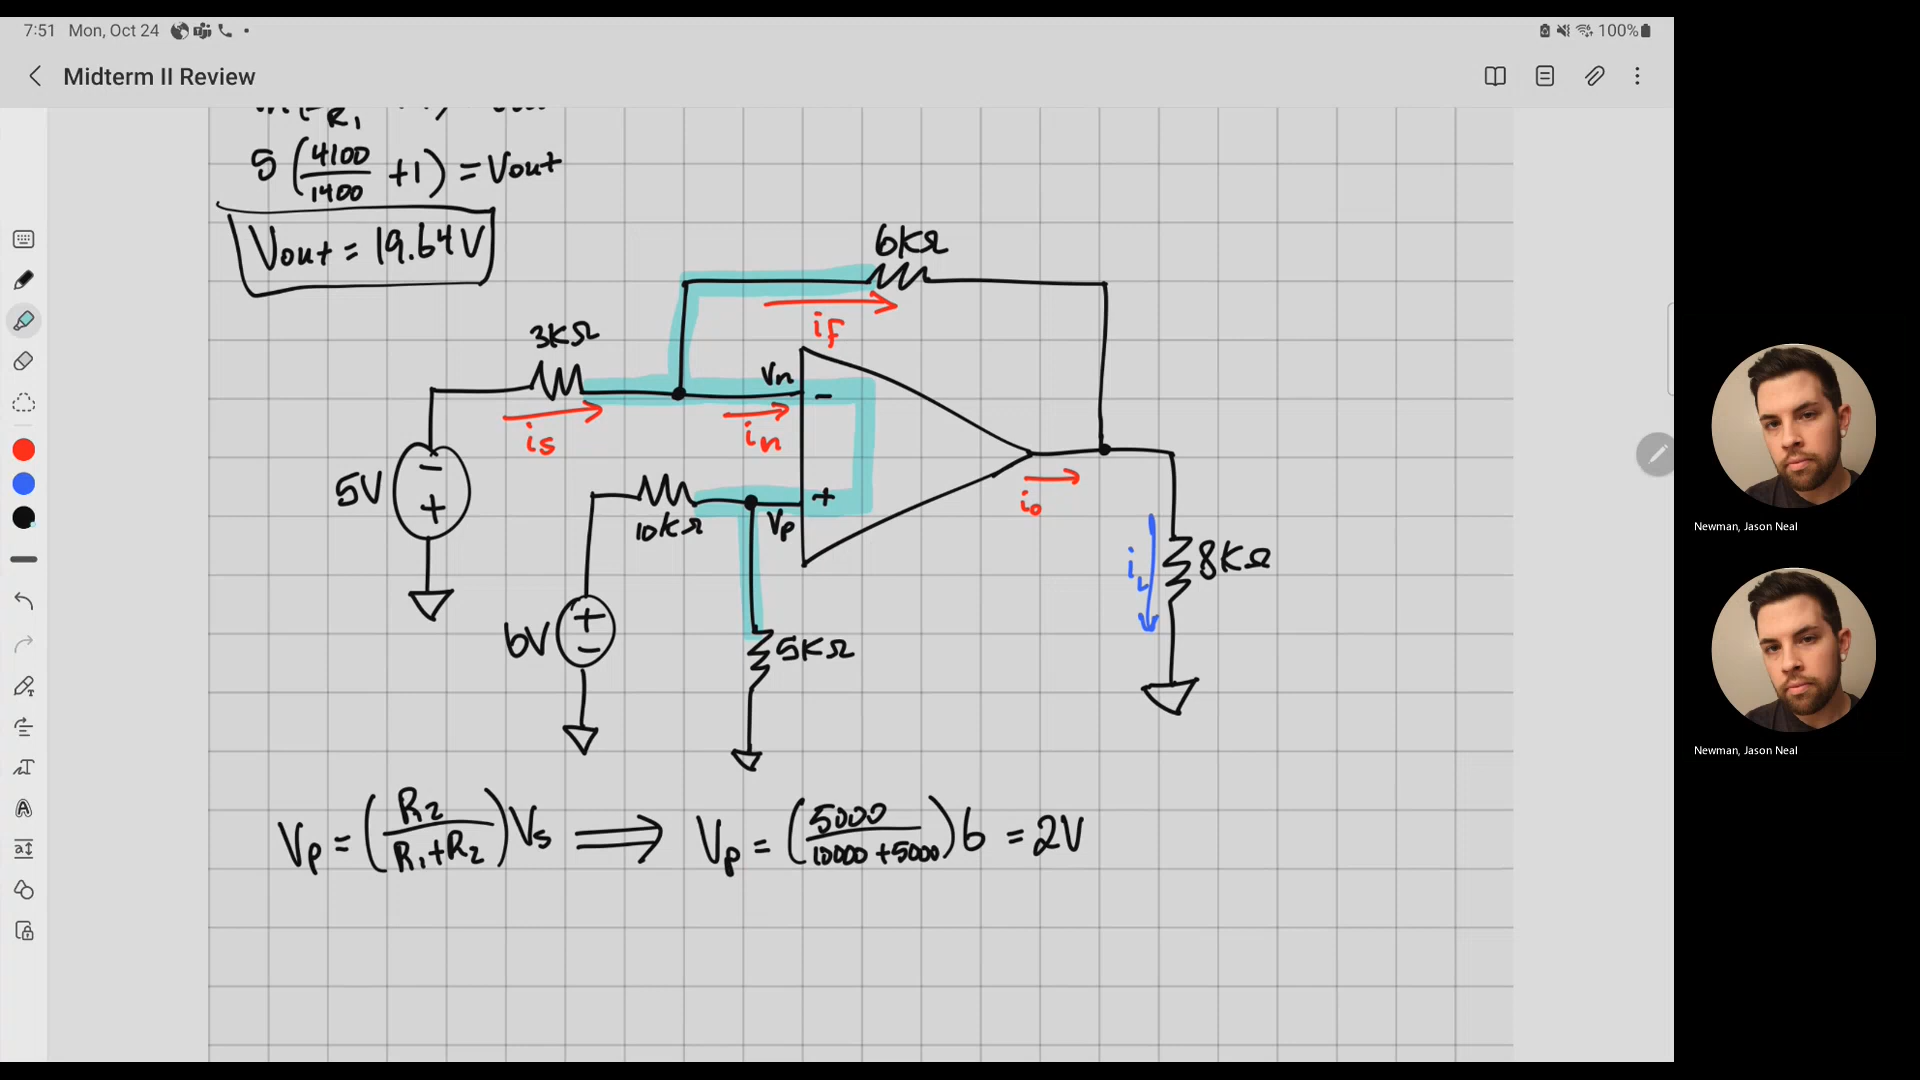 7:51 Mon, Oct 24
100%
Midterm II Review
R₁
5 (4100/1400 + 1) = Vout
Vout = 19.64V
6KΩ
if
3KΩ
Vn
-
is
in
5V
-
+
10KΩ
Vp
+
io
iL
8KΩ
6V
+
-
5KΩ
Vp = (R₂/R₁+R₂)Vs ⟹ Vp = (5000/10000+5000)6 = 2V
Newman, Jason Neal
Newman, Jason Neal